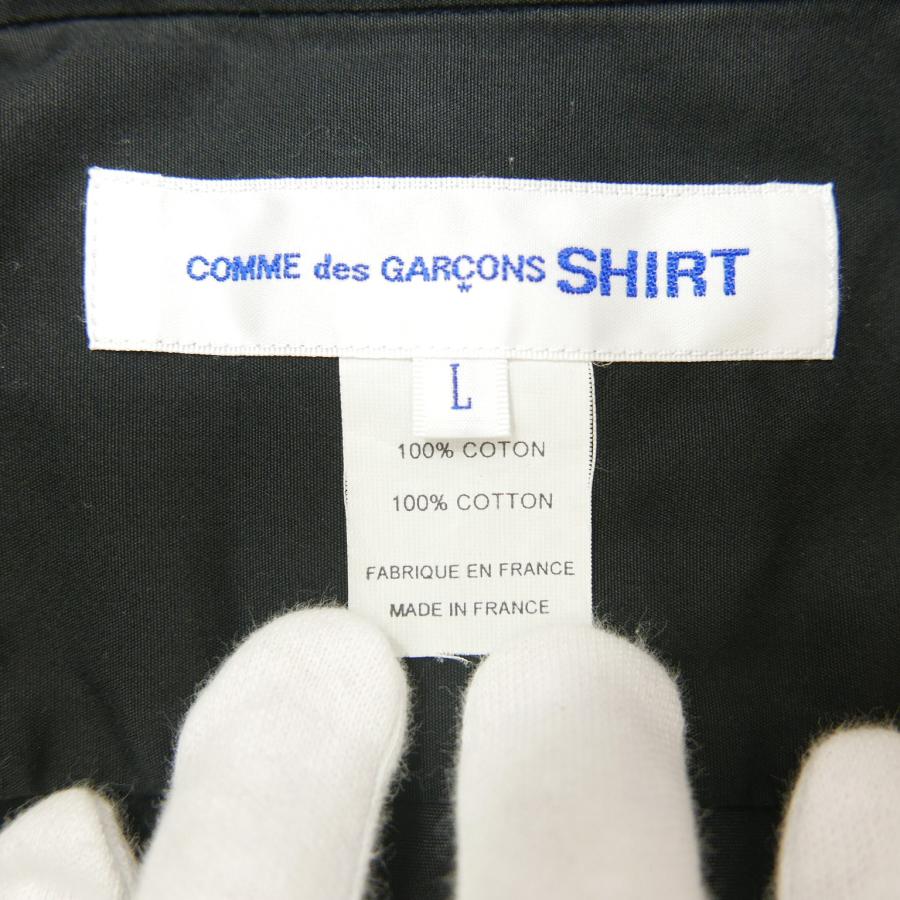 COMME des GARÇONS SHIRT
L
100% COTON
100% COTTON
FABRIQUE EN FRANCE
MADE IN FRANCE